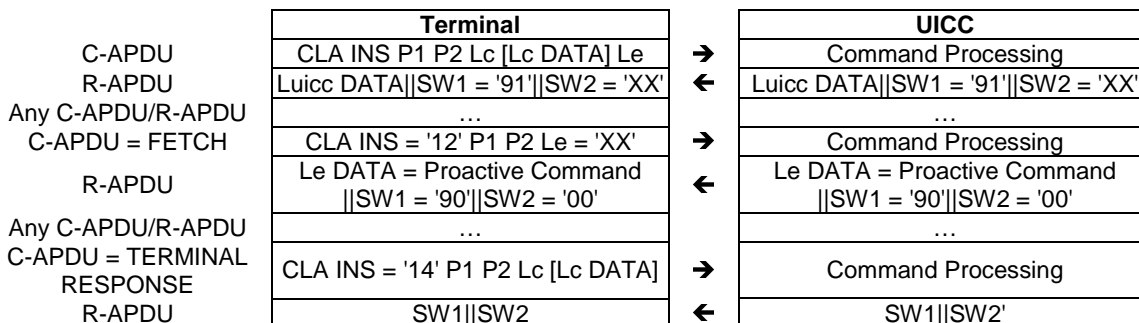 Terminal UICC
C-APDU CLA INS P1 P2 Lc [Lc DATA] Le → Command Processing
R-APDU Luicc DATA||SW1 = '91'||SW2 = 'XX' ← Luicc DATA||SW1 = '91'||SW2 = 'XX'
Any C-APDU/R-APDU … …
C-APDU = FETCH CLA INS = '12' P1 P2 Le = 'XX' → Command Processing
R-APDU Le DATA = Proactive Command ← Le DATA = Proactive Command
||SW1 = '90'||SW2 = '00' ||SW1 = '90'||SW2 = '00'
Any C-APDU/R-APDU … …
C-APDU = TERMINAL
RESPONSE CLA INS = '14' P1 P2 Lc [Lc DATA] → Command Processing
R-APDU SW1||SW2 ← SW1||SW2'